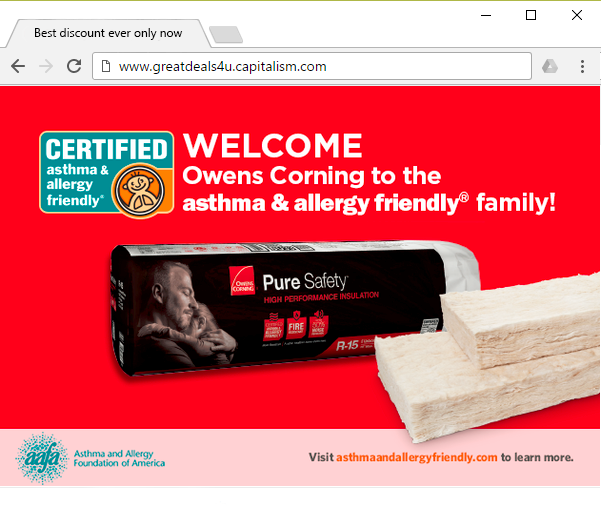 Best discount ever only now
www.greatdeals4u.capitalism.com
CERTIFIED
asthma &
allergy
friendly®
WELCOME
Owens Corning to the
asthma & allergy friendly® family!
OWENS
CORNING
Pure Safety
HIGH PERFORMANCE INSULATION
FIRE
R-15
aafa
Asthma and Allergy
Foundation of America
Visit asthmaandallergyfriendly.com to learn more.